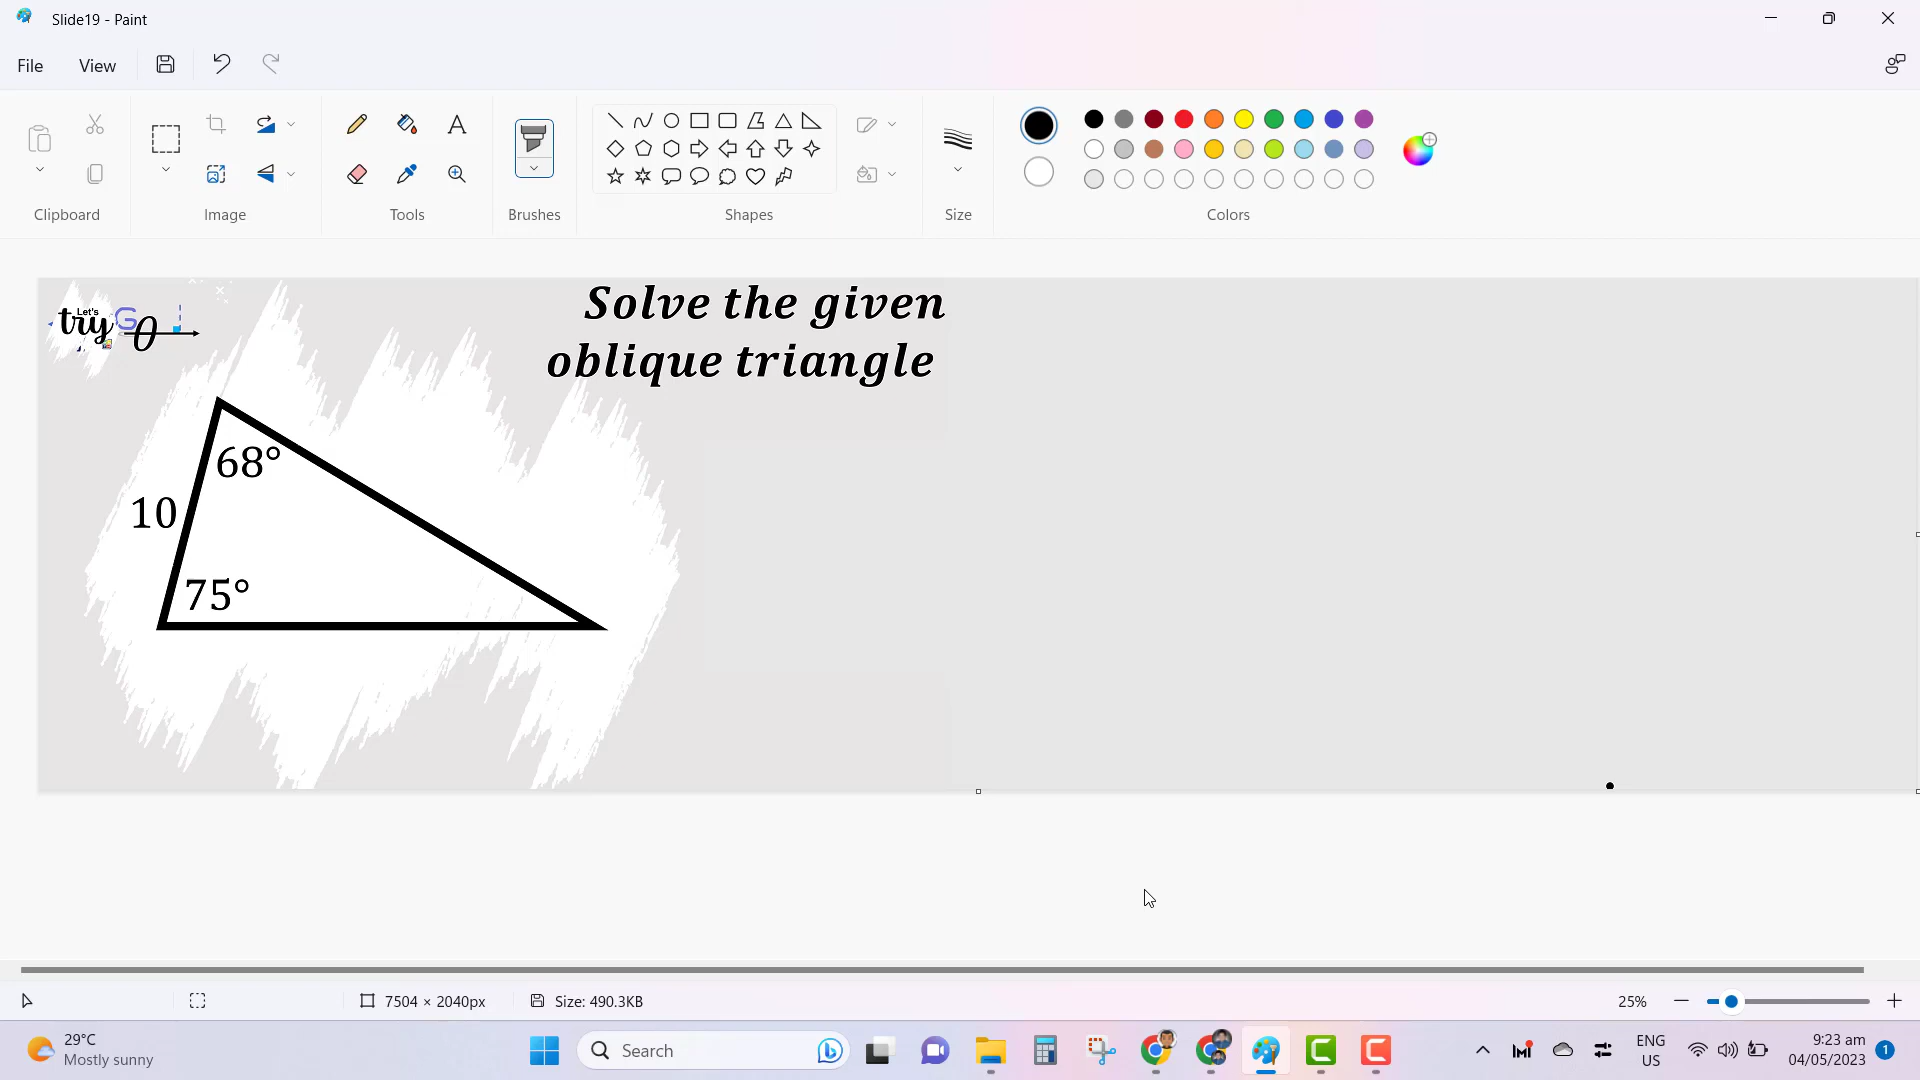 Slide19 - Paint
File View
Clipboard Image Tools Brushes Shapes Size Colors
Let's
try Gθ
Solve the given
oblique triangle
68°
10
75°
7504 × 2040px Size: 490.3KB 25%
29°C
Mostly sunny
Search
ENG
US
9:23 am
04/05/2023
1